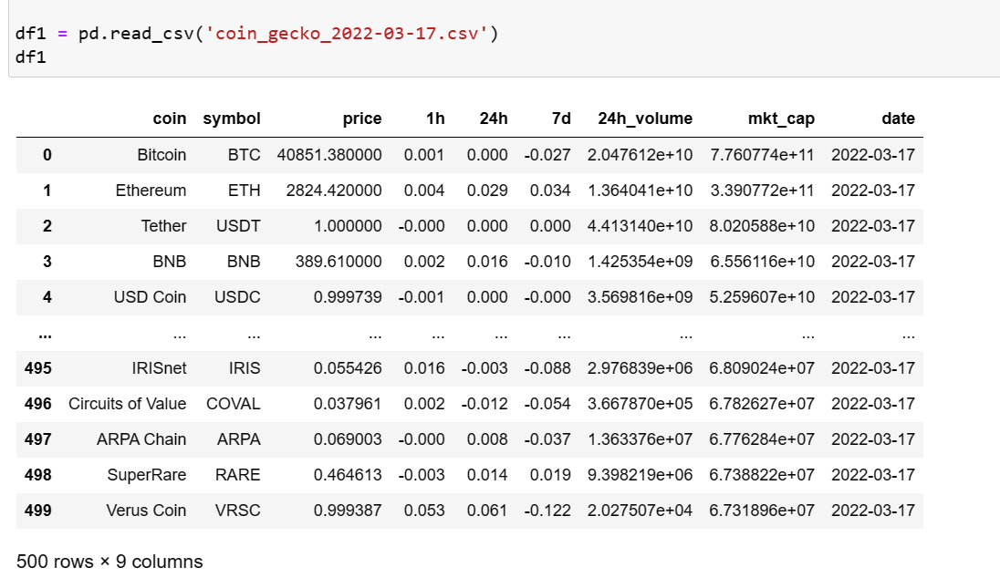 df1 = pd.read_csv('coin_gecko_2022-03-17.csv')
df1
coin symbol price 1h 24h 7d 24h_volume mkt_cap date
0 Bitcoin BTC 40851.380000 0.001 0.000 -0.027 2.047612e+10 7.760774e+11 2022-03-17
1 Ethereum ETH 2824.420000 0.004 0.029 0.034 1.364041e+10 3.390772e+11 2022-03-17
2 Tether USDT 1.000000 -0.000 0.000 0.000 4.413140e+10 8.020588e+10 2022-03-17
3 BNB BNB 389.610000 0.002 0.016 -0.010 1.425354e+09 6.556116e+10 2022-03-17
4 USD Coin USDC 0.999739 -0.001 0.000 -0.000 3.569816e+09 5.259607e+10 2022-03-17
... ... ... ... ... ... ... ... ... ...
495 IRISnet IRIS 0.055426 0.016 -0.003 -0.088 2.976839e+06 6.809024e+07 2022-03-17
496 Circuits of Value COVAL 0.037961 0.002 -0.012 -0.054 3.667870e+05 6.782627e+07 2022-03-17
497 ARPA Chain ARPA 0.069003 -0.000 0.008 -0.037 1.363376e+07 6.776284e+07 2022-03-17
498 SuperRare RARE 0.464613 -0.003 0.014 0.019 9.398219e+06 6.738822e+07 2022-03-17
499 Verus Coin VRSC 0.999387 0.053 0.061 -0.122 2.027507e+04 6.731896e+07 2022-03-17
500 rows × 9 columns